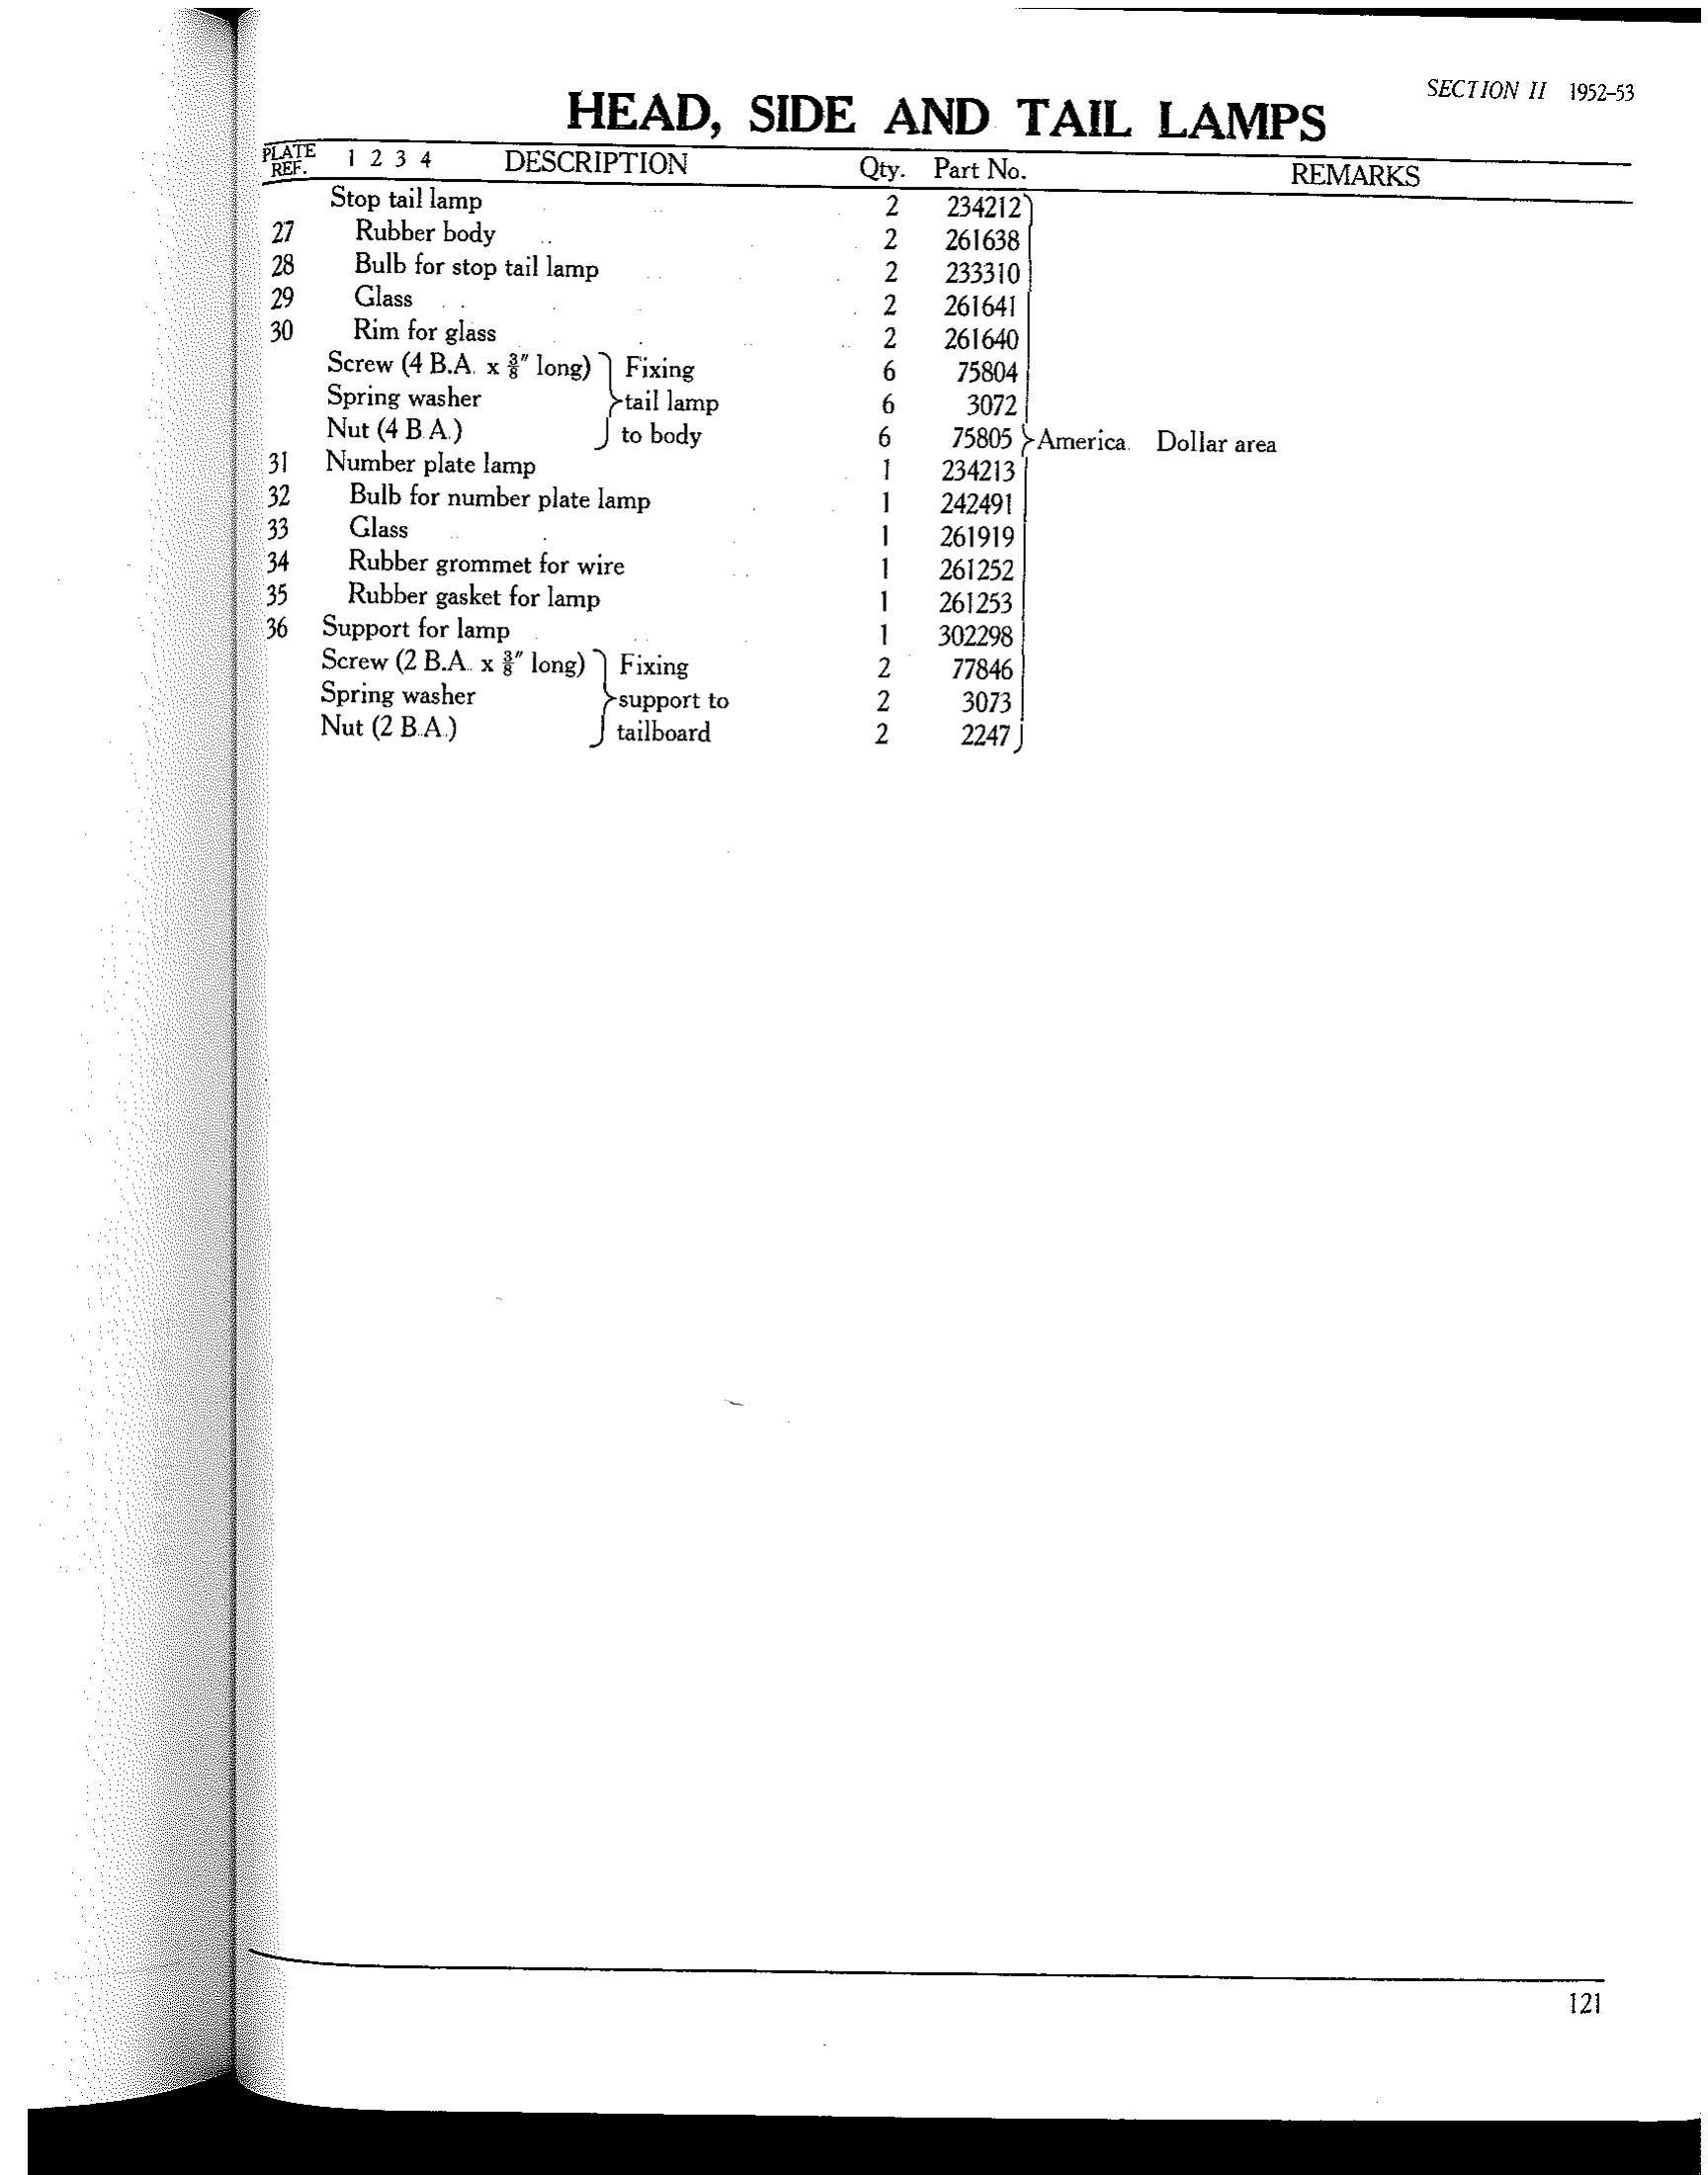 SECTION II 1952-53
HEAD, SIDE AND TAIL LAMPS
PLATE REF. 1 2 3 4 DESCRIPTION Qty. Part No. REMARKS
Stop tail lamp 2 234212
27 Rubber body 2 261638
28 Bulb for stop tail lamp 2 233310
29 Glass 2 261641
30 Rim for glass 2 261640
Screw (4 B.A. x 3/8" long) Fixing 6 75804
Spring washer tail lamp 6 3072
Nut (4 B.A.) to body 6 75805 America. Dollar area
31 Number plate lamp 1 234213
32 Bulb for number plate lamp 1 242491
33 Glass 1 261919
34 Rubber grommet for wire 1 261252
35 Rubber gasket for lamp 1 261253
36 Support for lamp 1 302298
Screw (2 B.A. x 3/8" long) Fixing 2 77846
Spring washer support to 2 3073
Nut (2 B.A.) tailboard 2 2247
121